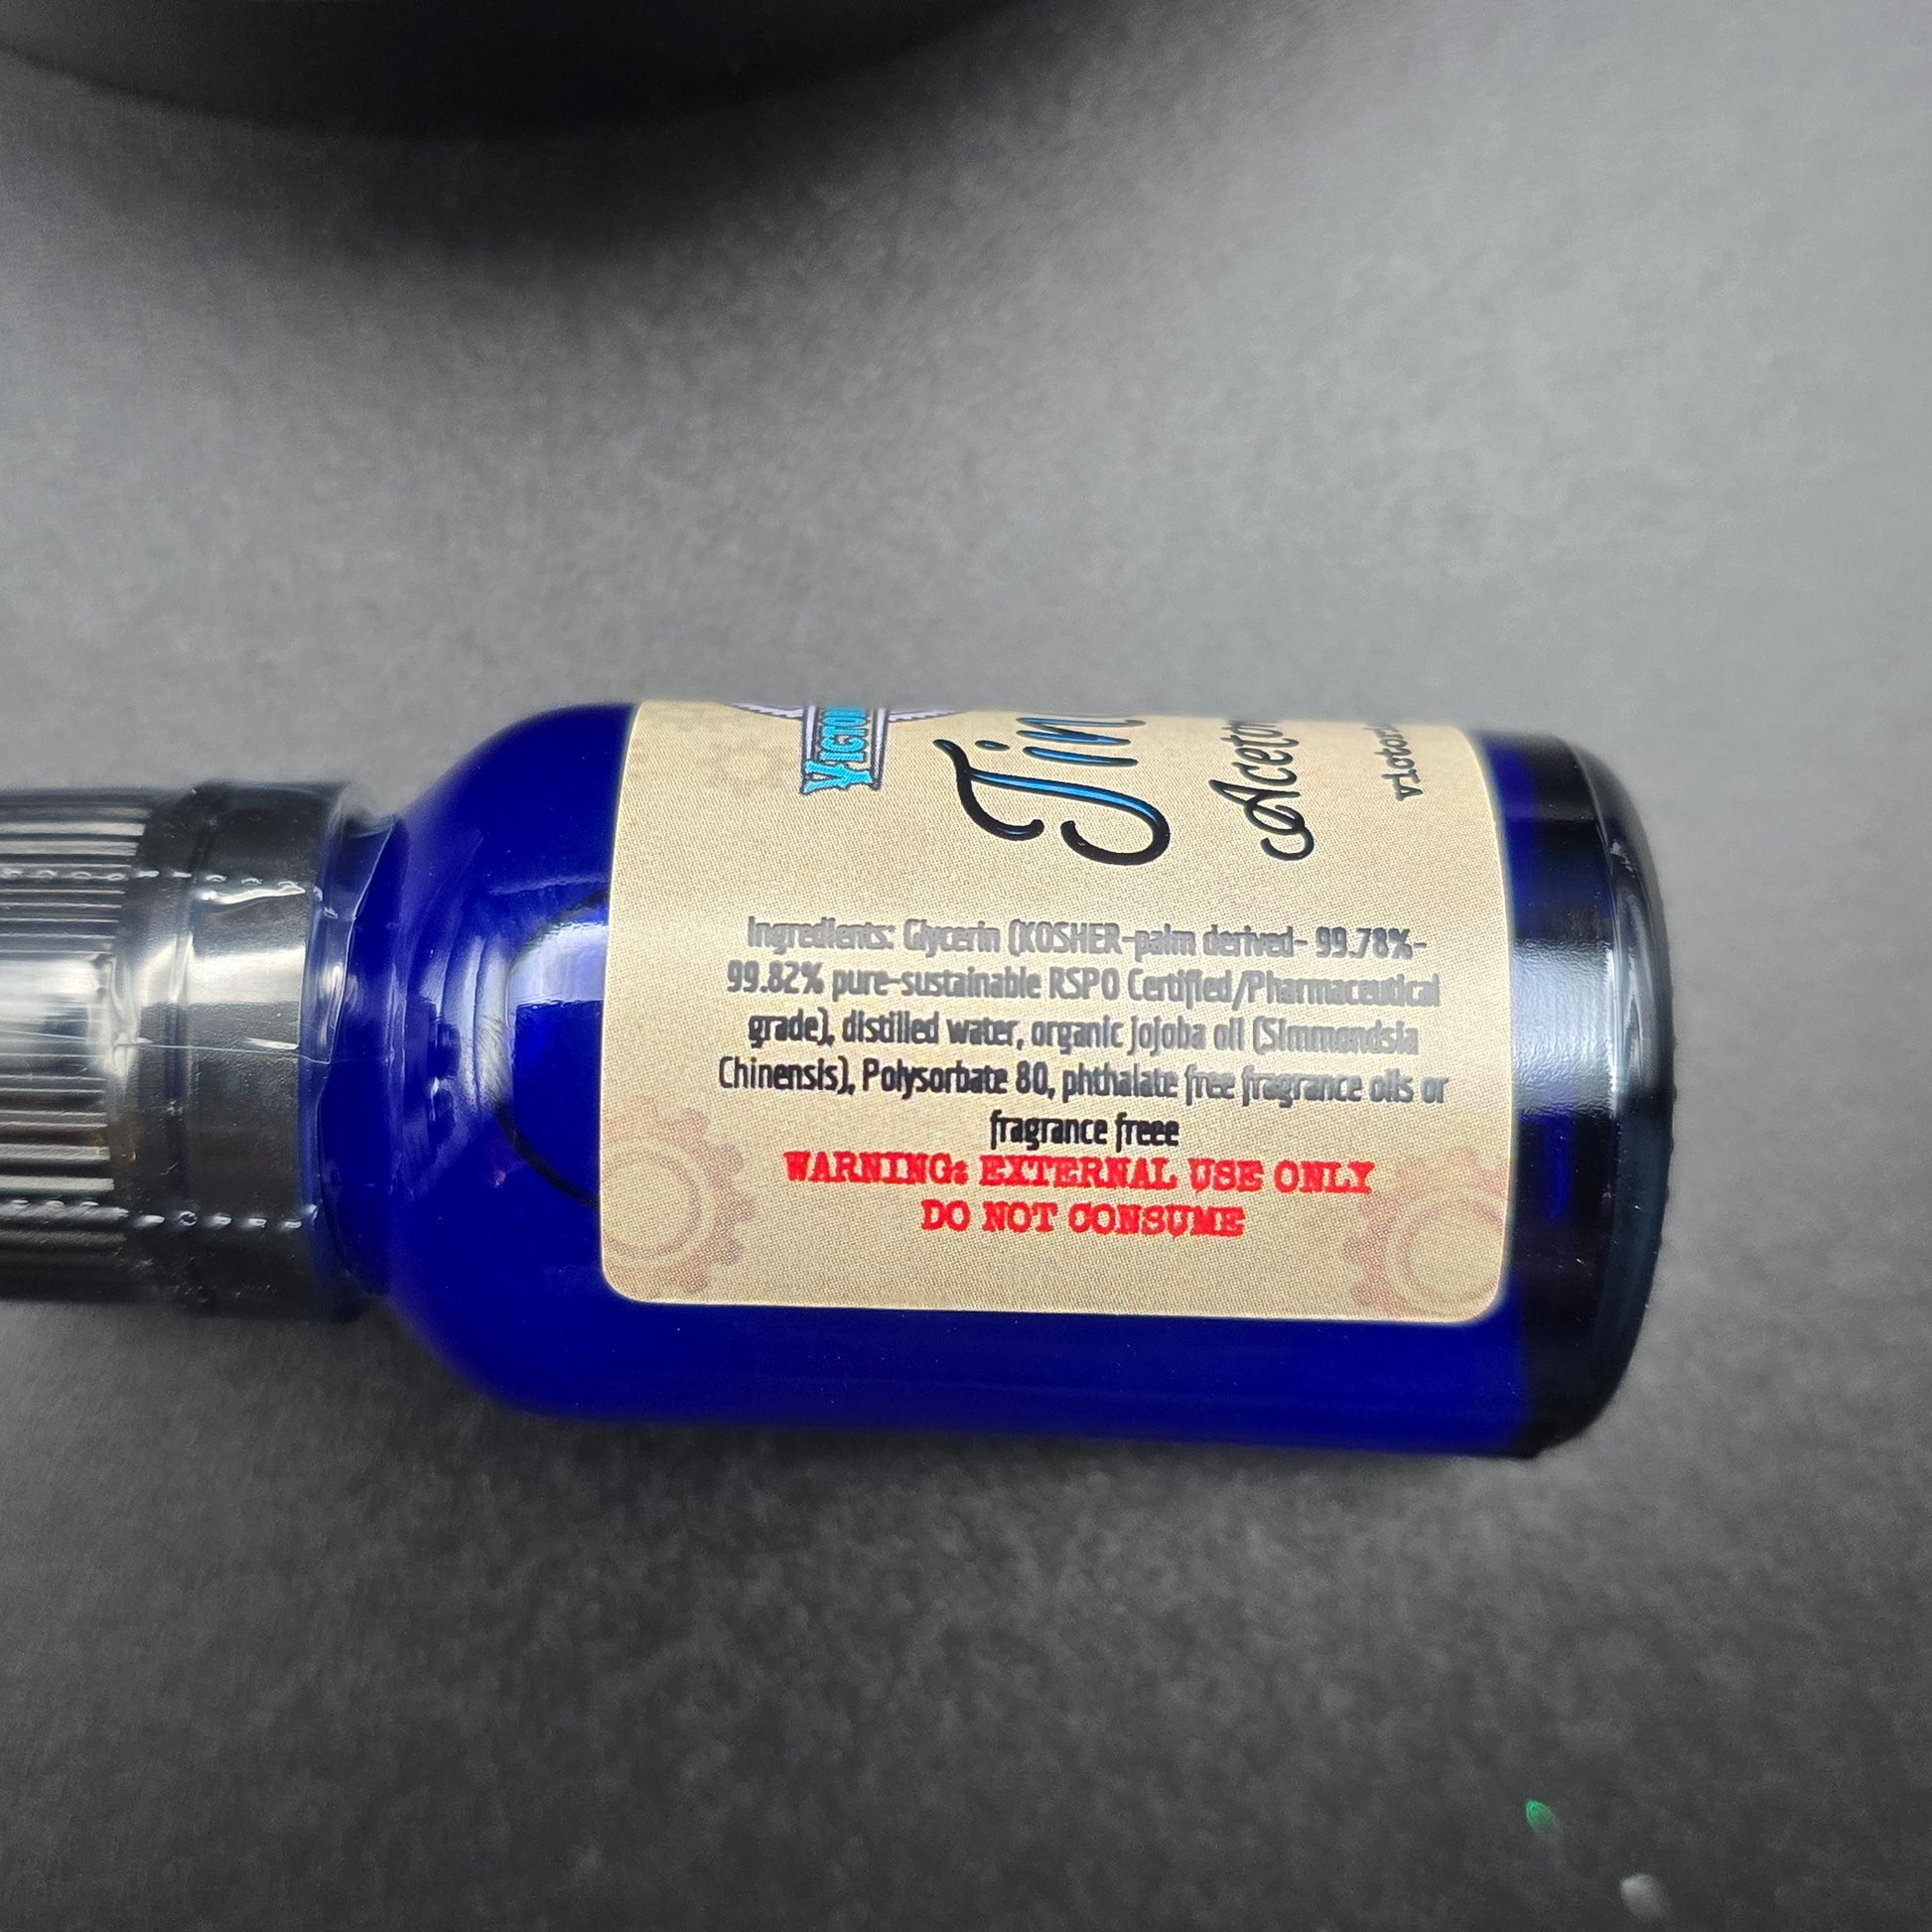 Ingredients: Glycerin (KOSHER-palm derived- 99.78%-
99.82% pure-sustainable RSPO Certified/Pharmaceutical
grade), distilled water, organic jojoba oil (Simmondsia
Chinensis), Polysorbate 80, phthalate free fragrance oils or
fragrance freee
WARNING: EXTERNAL USE ONLY
DO NOT CONSUME